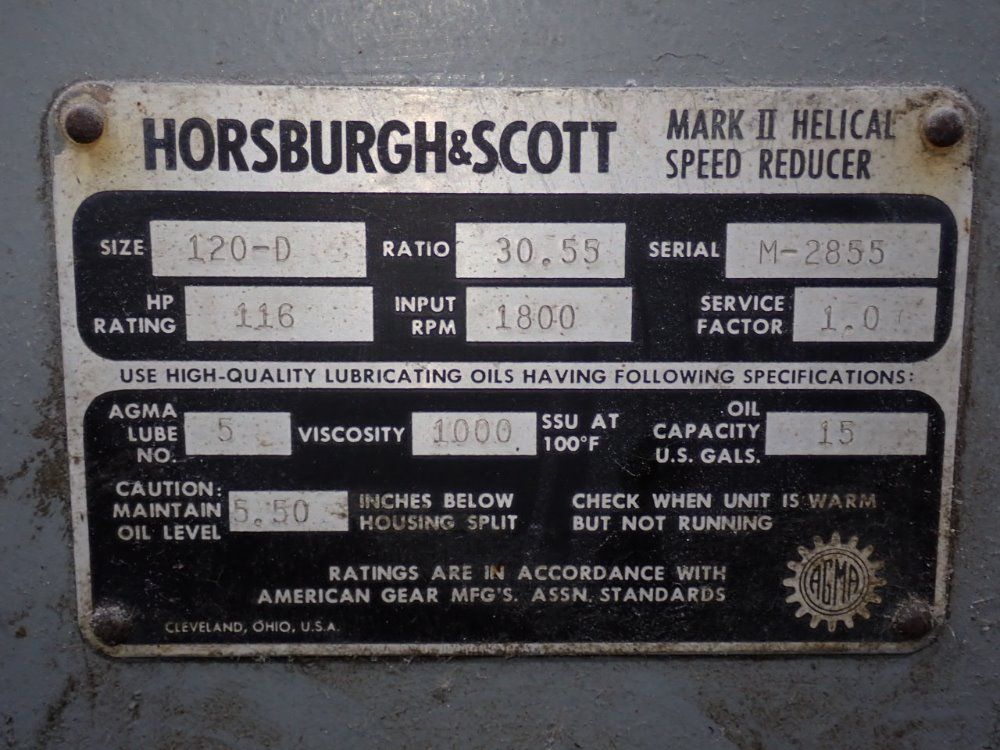 HORSBURGH&SCOTT
MARK II HELICAL
SPEED REDUCER
SIZE 120-D RATIO 30.55 SERIAL M-2855
HP RATING 116 INPUT RPM 1800 SERVICE FACTOR 1.0
USE HIGH-QUALITY LUBRICATING OILS HAVING FOLLOWING SPECIFICATIONS:
AGMA LUBE NO. 5 VISCOSITY 1000 SSU AT 100°F OIL CAPACITY U.S. GALS. 15
CAUTION: MAINTAIN OIL LEVEL 5.50 INCHES BELOW HOUSING SPLIT
CHECK WHEN UNIT IS WARM
BUT NOT RUNNING
RATINGS ARE IN ACCORDANCE WITH
AMERICAN GEAR MFG'S. ASSN. STANDARDS
AGMA
CLEVELAND, OHIO, U.S.A.